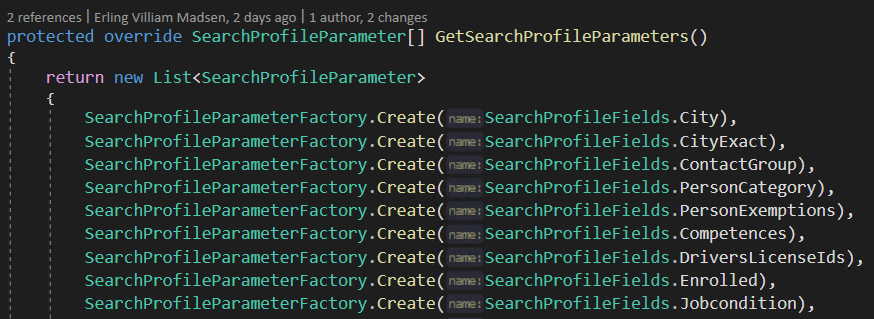 2 references | Erling Villiam Madsen, 2 days ago | 1 author, 2 changes
protected override SearchProfileParameter[] GetSearchProfileParameters()
{
    return new List<SearchProfileParameter>
    {
        SearchProfileParameterFactory.Create(name:SearchProfileFields.City),
        SearchProfileParameterFactory.Create(name:SearchProfileFields.CityExact),
        SearchProfileParameterFactory.Create(name:SearchProfileFields.ContactGroup),
        SearchProfileParameterFactory.Create(name:SearchProfileFields.PersonCategory),
        SearchProfileParameterFactory.Create(name:SearchProfileFields.PersonExemptions),
        SearchProfileParameterFactory.Create(name:SearchProfileFields.Competences),
        SearchProfileParameterFactory.Create(name:SearchProfileFields.DriversLicenseIds),
        SearchProfileParameterFactory.Create(name:SearchProfileFields.Enrolled),
        SearchProfileParameterFactory.Create(name:SearchProfileFields.Jobcondition),